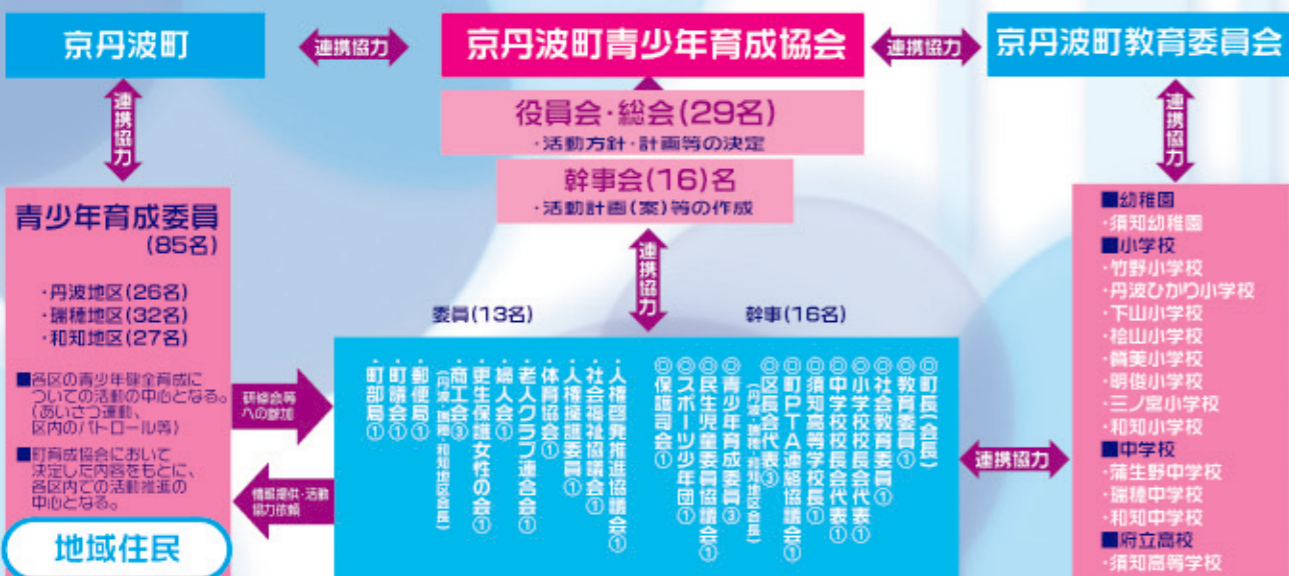 京丹波町
連携協力
京丹波町青少年育成協会
連携協力
京丹波町教育委員会
連携協力
役員会・総会(29名)
・活動方針・計画等の決定
幹事会(16)名
・活動計画(案)等の作成
連携協力
連携協力
青少年育成委員
(85名)
・丹波地区(26名)
・瑞穂地区(32名)
・和知地区(27名)
■各区の青少年健全育成に
ついての活動の中心となる。
(あいさつ運動、
区内のパトロール等)
■町育成協会において
決定した内容をもとに、
各区内での活動推進の
中心となる。
地域住民
研修会等
への参加
情報提供・活動
協力依頼
委員(13名)
幹事(16名)
◎町長(会長)
◎教育委員①
◎社会教育委員①
◎小学校校長会代表①
◎中学校校長会代表①
◎須知高等学校長①
◎町PTA連絡協議会①
◎区長会代表③
(丹波・瑞穂・和知地区会長)
◎青少年育成委員③
◎民生児童委員協議会①
◎スポーツ少年団①
◎保護司会①
・人権啓発推進協議会①
・社会福祉協議会①
・人権擁護委員①
・体育協会①
・老人クラブ連合会①
・婦人会①
・更生保護女性の会①
・商工会③
(丹波・瑞穂・和知地区会長)
・郵便局①
・町議会①
・町部局①
連携協力
■幼稚園
・須知幼稚園
■小学校
・竹野小学校
・丹波ひかり小学校
・下山小学校
・桧山小学校
・質美小学校
・明俊小学校
・三ノ宮小学校
・和知小学校
■中学校
・蒲生野中学校
・瑞穂中学校
・和知中学校
■府立高校
・須知高等学校